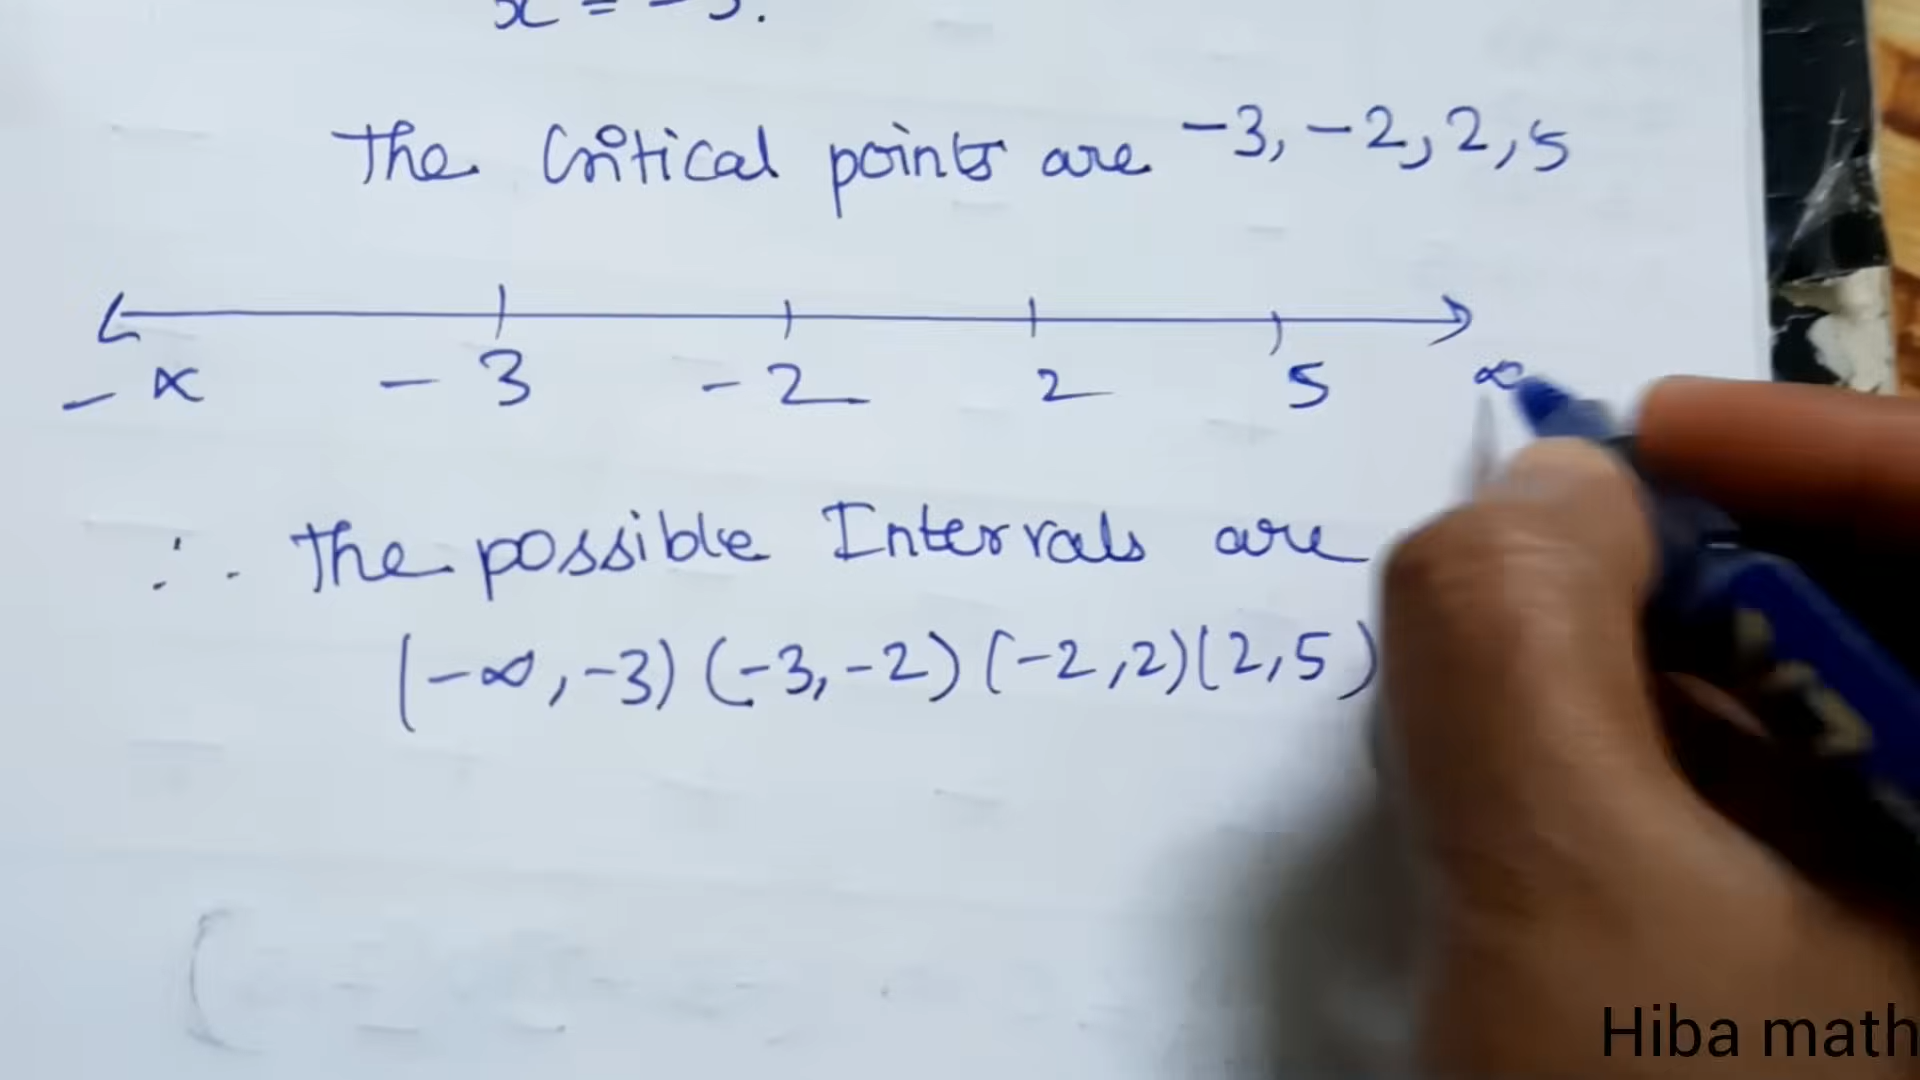 x = -3.
The Critical points are -3, -2, 2, 5
-∝ -3 -2 2 5 ∞
∴ The possible Intervals are
(-∞, -3) (-3, -2) (-2, 2) (2, 5)
Hiba math